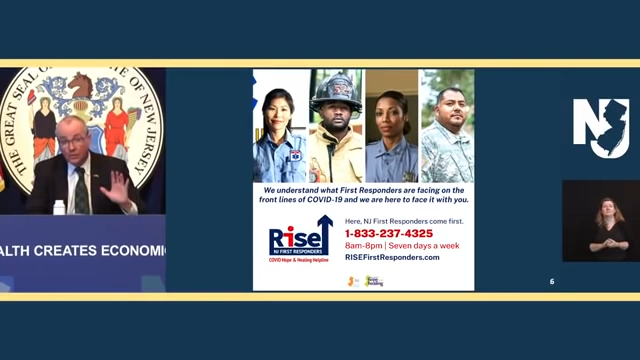 THE GREAT SEAL OF THE STATE OF NEW JERSEY
ALTH CREATES ECONOMIC
We understand what First Responders are facing on the
front lines of COVID-19 and we are here to face it with you.
Rise
NJ FIRST RESPONDERS
COVID Hope & Healing Helpline
Here, NJ First Responders come first.
1-833-237-4325
8am-8pm | Seven days a week
RISEFirstResponders.com
NJ
6